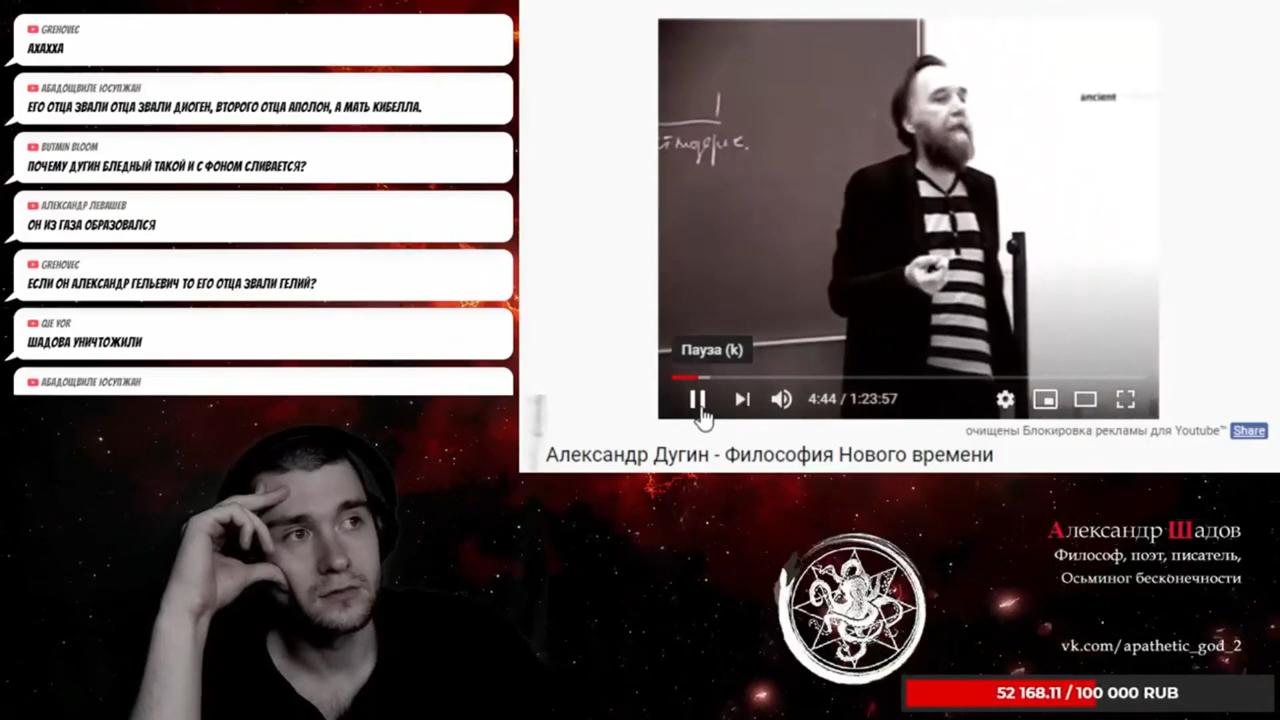 GREHOVEC
АХАХХА
АБАДОЩВИЛЕ ЮСУПЖАН
ЕГО ОТЦА ЗВАЛИ ОТЦА ЗВАЛИ ДИОГЕН, ВТОРОГО ОТЦА АПОЛОН, А МАТЬ КИБЕЛЛА.
BUTMIN BLOOM
ПОЧЕМУ ДУГИН БЛЕДНЫЙ ТАКОЙ И С ФОНОМ СЛИВАЕТСЯ?
АЛЕКСАНДР ЛЕВАШЕВ
ОН ИЗ ГАЗА ОБРАЗОВАЛСЯ
GREHOVEC
ЕСЛИ ОН АЛЕКСАНДР ГЕЛЬЕВИЧ ТО ЕГО ОТЦА ЗВАЛИ ГЕЛИЙ?
QJE YOR
ШАДОВА УНИЧТОЖИЛИ
АБАДОЩВИЛЕ ЮСУПЖАН
ancient
Пауза (k)
4:44 / 1:23:57
очищены Блокировка рекламы для Youtube™ Share
Александр Дугин - Философия Нового времени
Александр Шадов
Философ, поэт, писатель,
Осьминог бесконечности
vk.com/apathetic_god_2
52 168.11 / 100 000 RUB